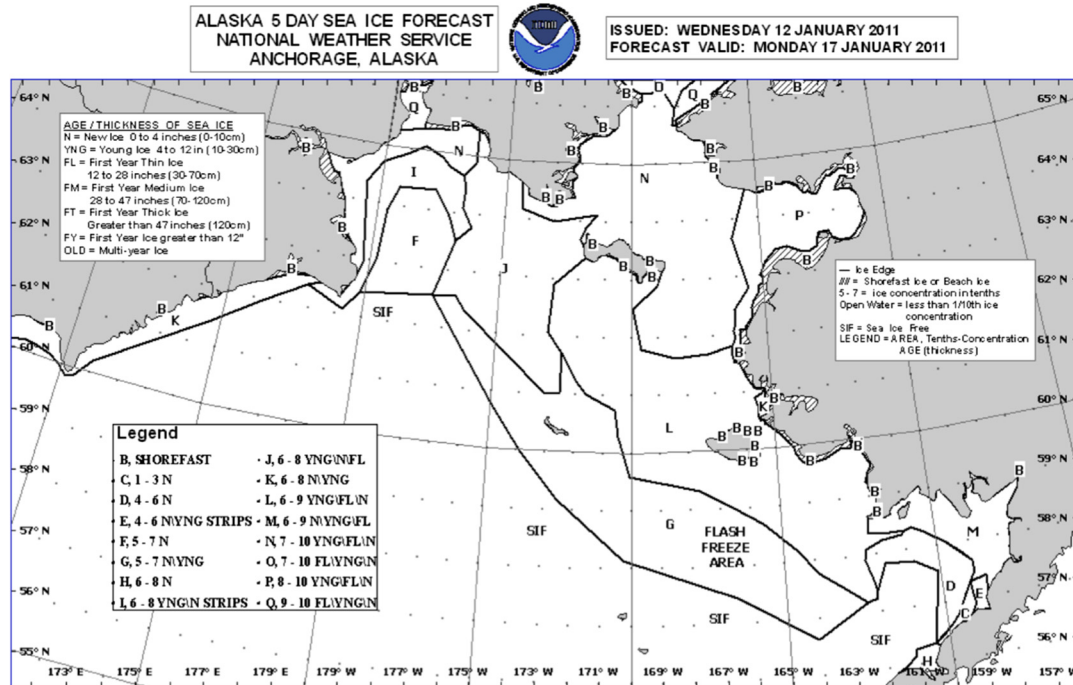 ALASKA 5 DAY SEA ICE FORECAST
NATIONAL WEATHER SERVICE
ANCHORAGE, ALASKA
ISSUED: WEDNESDAY 12 JANUARY 2011
FORECAST VALID: MONDAY 17 JANUARY 2011
64° N
63° N
62° N
61° N
60° N
59° N
58° N
57° N
56° N
55° N
65° N
64° N
63° N
62° N
61° N
60° N
59° N
58° N
57° N
56° N
AGE / THICKNESS OF SEA ICE
N = New Ice 0 to 4 inches (0-10cm)
YNG = Young Ice 4 to 12 in (10-30cm)
FL = First Year Thin Ice
12 to 28 inches (30-70cm)
FM = First Year Medium Ice
28 to 47 inches (70-120cm)
FT = First Year Thick Ice
Greater than 47 inches (120cm)
FY = First Year Ice greater than 12"
OLD = Multi-year Ice
Ice Edge
= Shorefast Ice or Beach Ice
5 - 7 = ice concentration in tenths
Open Water = less than 1/10th ice
concentration
SIF = Sea Ice Free
LEGEND = AREA, Tenths-Concentration
AGE (thickness)
B Q B B B O Q B B
B B N B B B N B B P B
I B B B
F B J B B B B
SIF
B B K B
B K B
L B B B B B B B B B B
B B B
G
FLASH
FREEZE
AREA
M
SIF
D E C
SIF
SIF
H
Legend
B, SHOREFAST
C, 1 - 3 N
D, 4 - 6 N
E, 4 - 6 N\YNG STRIPS
F, 5 - 7 N
G, 5 - 7 N\YNG
H, 6 - 8 N
I, 6 - 8 YNG\N STRIPS
J, 6 - 8 YNG\N\FL
K, 6 - 8 N\YNG
L, 6 - 9 YNG\FL\N
M, 6 - 9 N\YNG\FL
N, 7 - 10 YNG\FL\N
O, 7 - 10 FL\YNG\N
P, 8 - 10 YNG\FL\N
Q, 9 - 10 FL\YNG\N
173° E 175° E 177° E 179° E 179° W 177° W 175° W 173° W 171° W 169° W 167° W 165° W 163° W 161° W 159° W 157° W